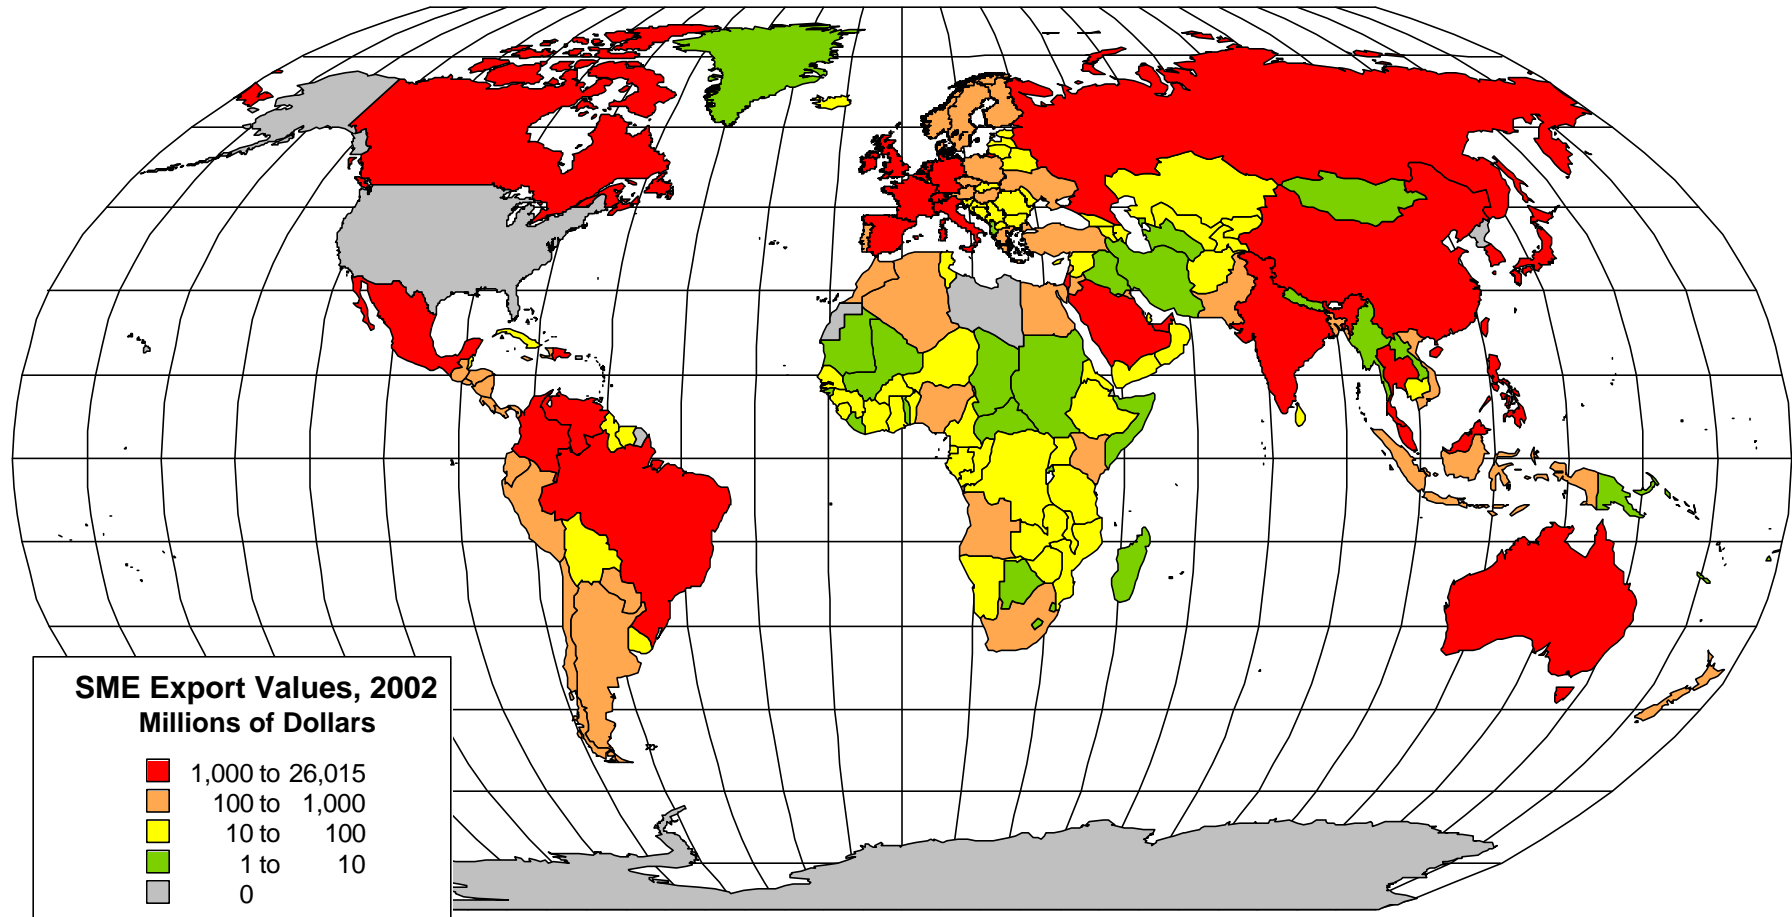 SME Export Values, 2002
Millions of Dollars
1,000 to 26,015
100 to 1,000
10 to 100
1 to 10
0